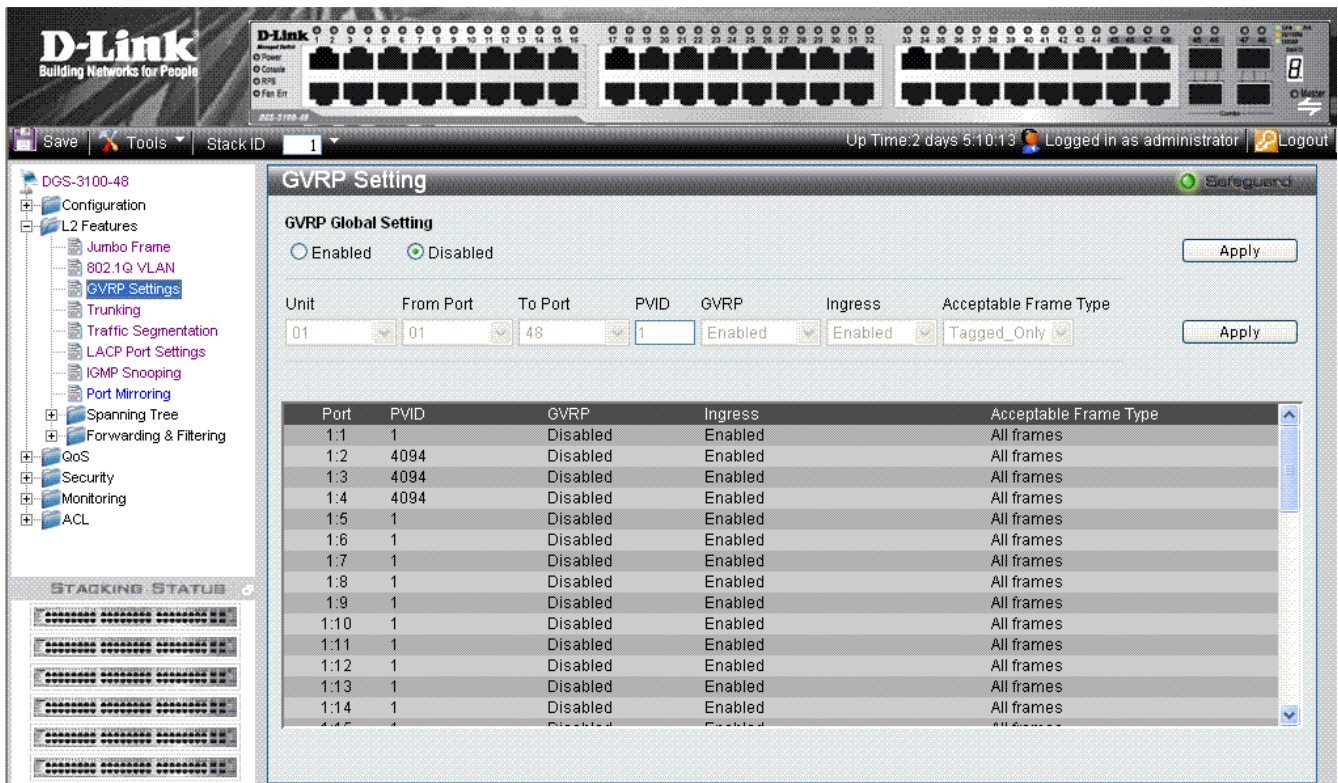 D-Link
Building Networks for People
D-Link
Power
Console
RPS
Fan Err
DGS-3100-48
Master
Save Tools Stack ID 1 Up Time:2 days 5:10:13 Logged in as administrator Logout
DGS-3100-48
Configuration
L2 Features
Jumbo Frame
802.1Q VLAN
GVRP Settings
Trunking
Traffic Segmentation
LACP Port Settings
IGMP Snooping
Port Mirroring
Spanning Tree
Forwarding & Filtering
QoS
Security
Monitoring
ACL
STACKING STATUS
GVRP Setting Safeguard
GVRP Global Setting
Enabled Disabled Apply
Unit From Port To Port PVID GVRP Ingress Acceptable Frame Type
01 01 48 1 Enabled Enabled Tagged_Only Apply
Port PVID GVRP Ingress Acceptable Frame Type
1:1 1 Disabled Enabled All frames
1:2 4094 Disabled Enabled All frames
1:3 4094 Disabled Enabled All frames
1:4 4094 Disabled Enabled All frames
1:5 1 Disabled Enabled All frames
1:6 1 Disabled Enabled All frames
1:7 1 Disabled Enabled All frames
1:8 1 Disabled Enabled All frames
1:9 1 Disabled Enabled All frames
1:10 1 Disabled Enabled All frames
1:11 1 Disabled Enabled All frames
1:12 1 Disabled Enabled All frames
1:13 1 Disabled Enabled All frames
1:14 1 Disabled Enabled All frames